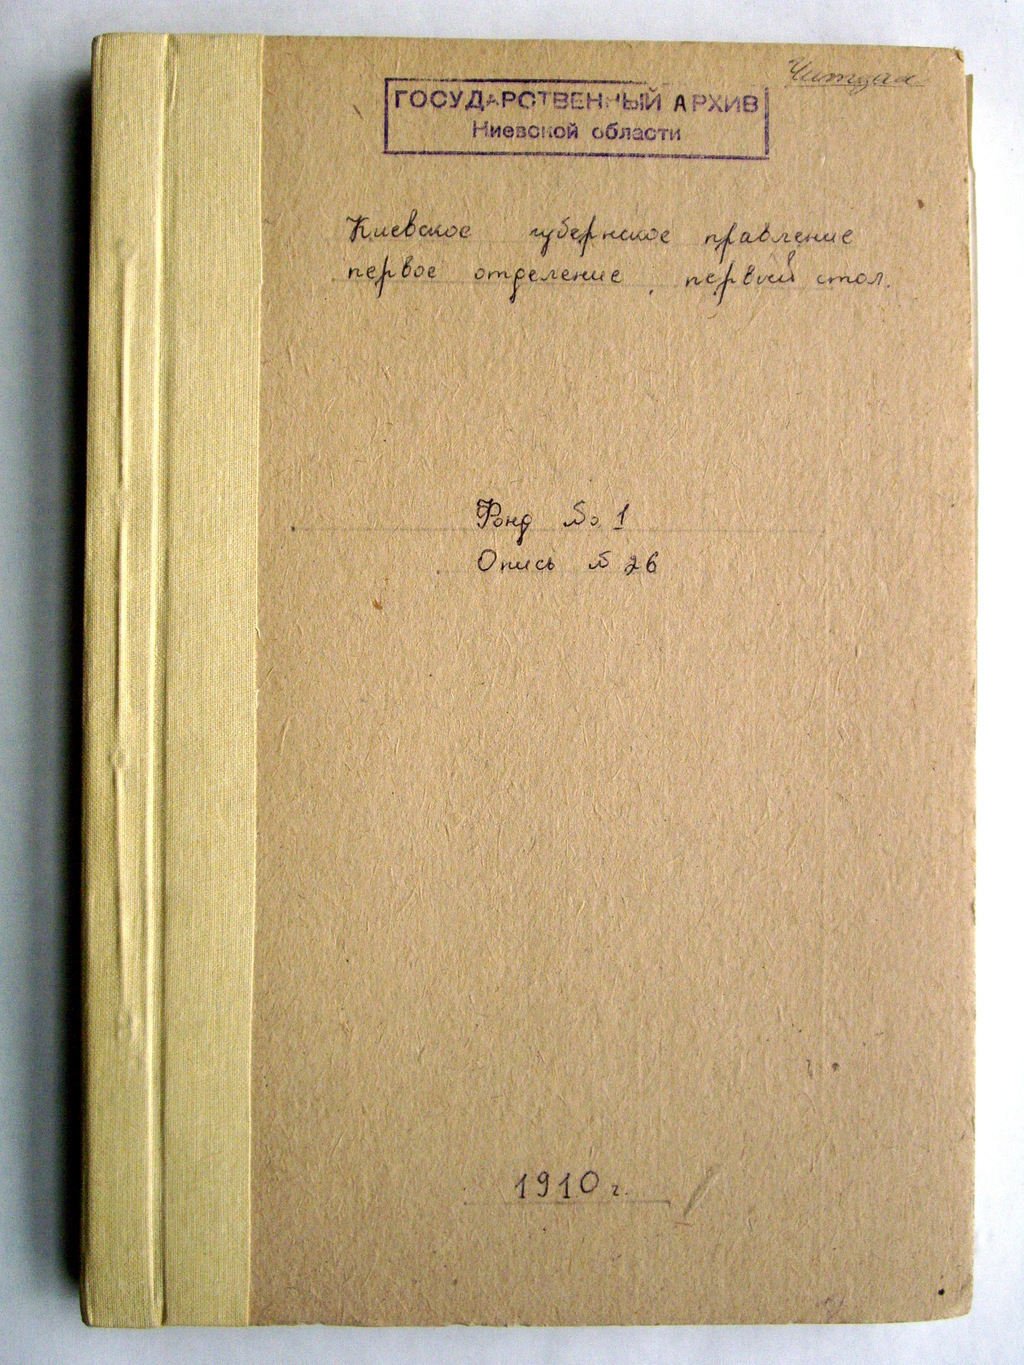 Читзал
ГОСУДАРСТВЕННЫЙ АРХИВ
Киевской области
Киевское губернское правление
первое отделение, первый стол.
Фонд № 1
Опись № 26
1910 г.